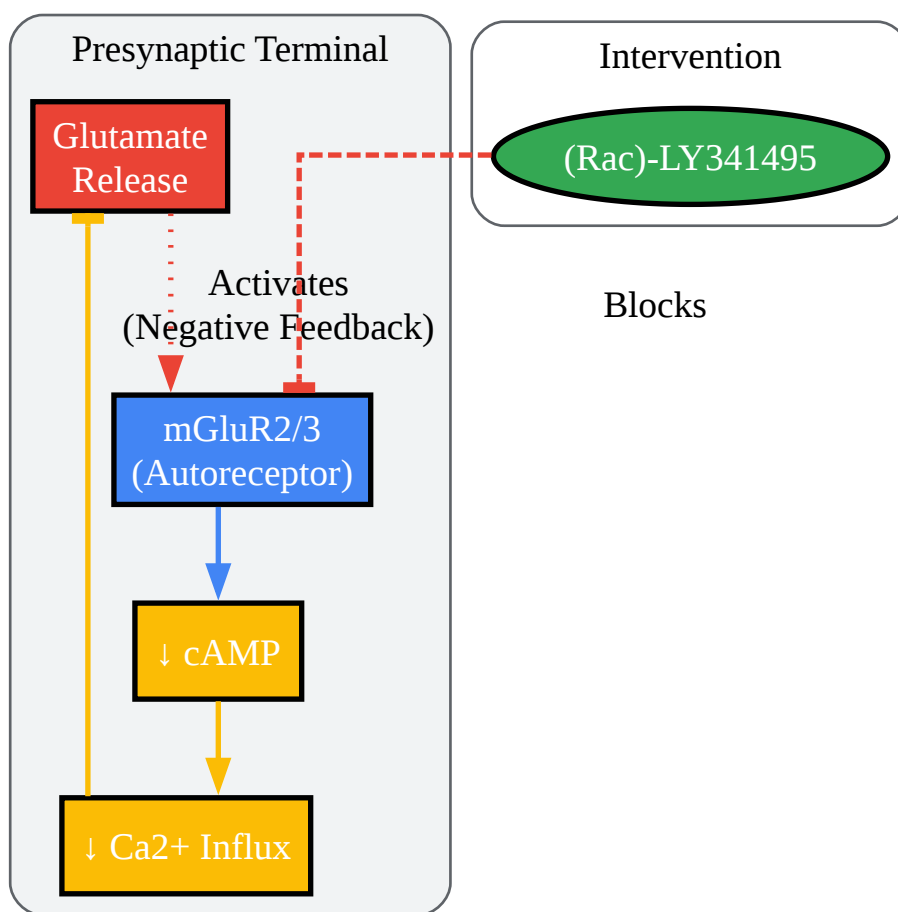 Presynaptic Terminal
Intervention
Glutamate
Release
(Rac)-LY341495
Activates
(Negative Feedback)
Blocks
mGluR2/3
(Autoreceptor)
↓ cAMP
↓ Ca2+ Influx